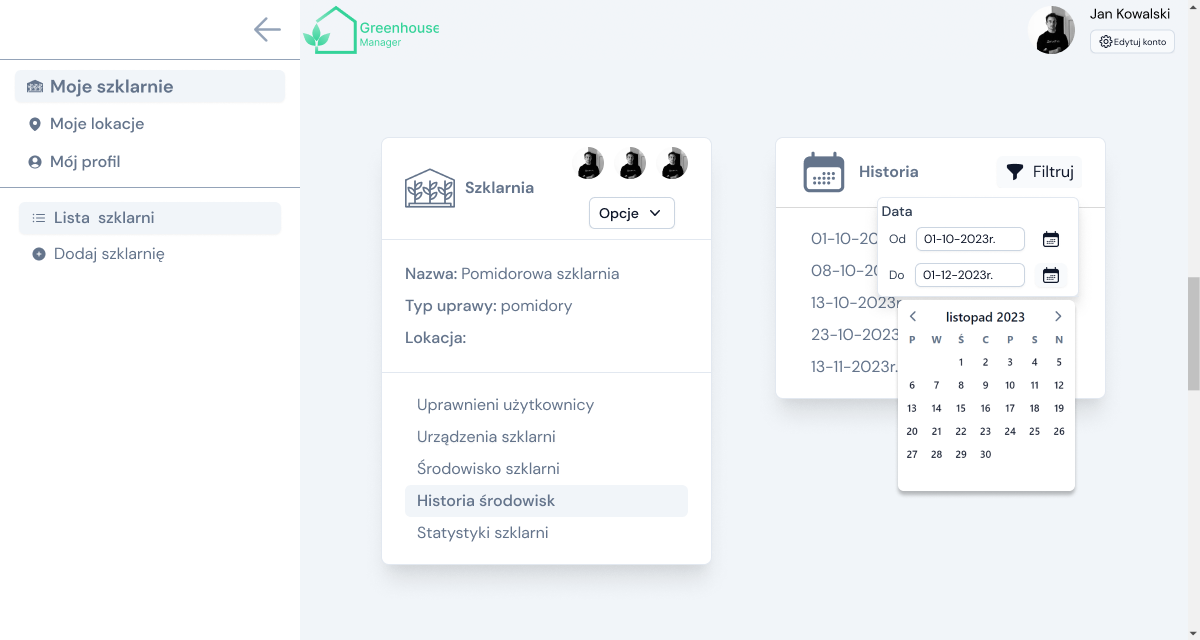 Moje szklarnie
Moje lokacje
Mój profil
Lista szklarni
Dodaj szklarnię
Greenhouse
Manager
Jan Kowalski
Edytuj konto
Szklarnia
Opcje
Nazwa: Pomidorowa szklarnia
Typ uprawy: pomidory
Lokacja:
Uprawnieni użytkownicy
Urządzenia szklarni
Środowisko szklarni
Historia środowisk
Statystyki szklarni
Historia
Filtruj
Data
Od 01-10-2023r.
Do 01-12-2023r.
01-10-20
08-10-20
13-10-2023r
23-10-2023
13-11-2023r.
listopad 2023
P W Ś C P S N
1 2 3 4 5
6 7 8 9 10 11 12
13 14 15 16 17 18 19
20 21 22 23 24 25 26
27 28 29 30